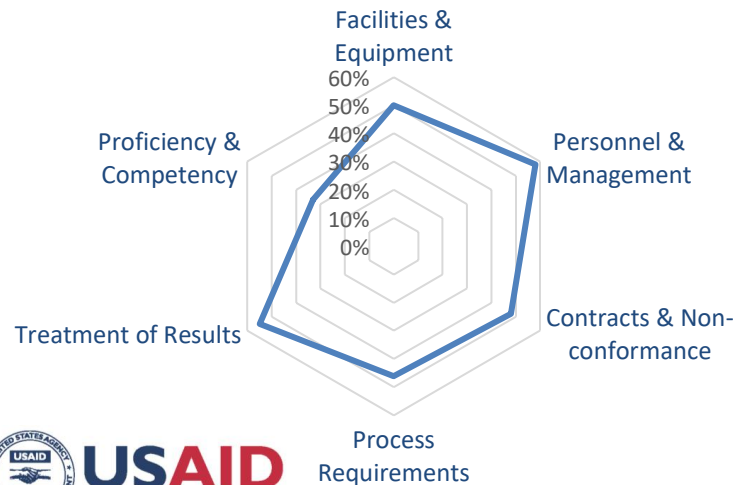 Facilities &
Equipment
60%
50%
40%
30%
20%
10%
0%
Proficiency &
Competency
Personnel &
Management
Treatment of Results
Contracts & Non-
conformance
Process
Requirements
USAID
USAID